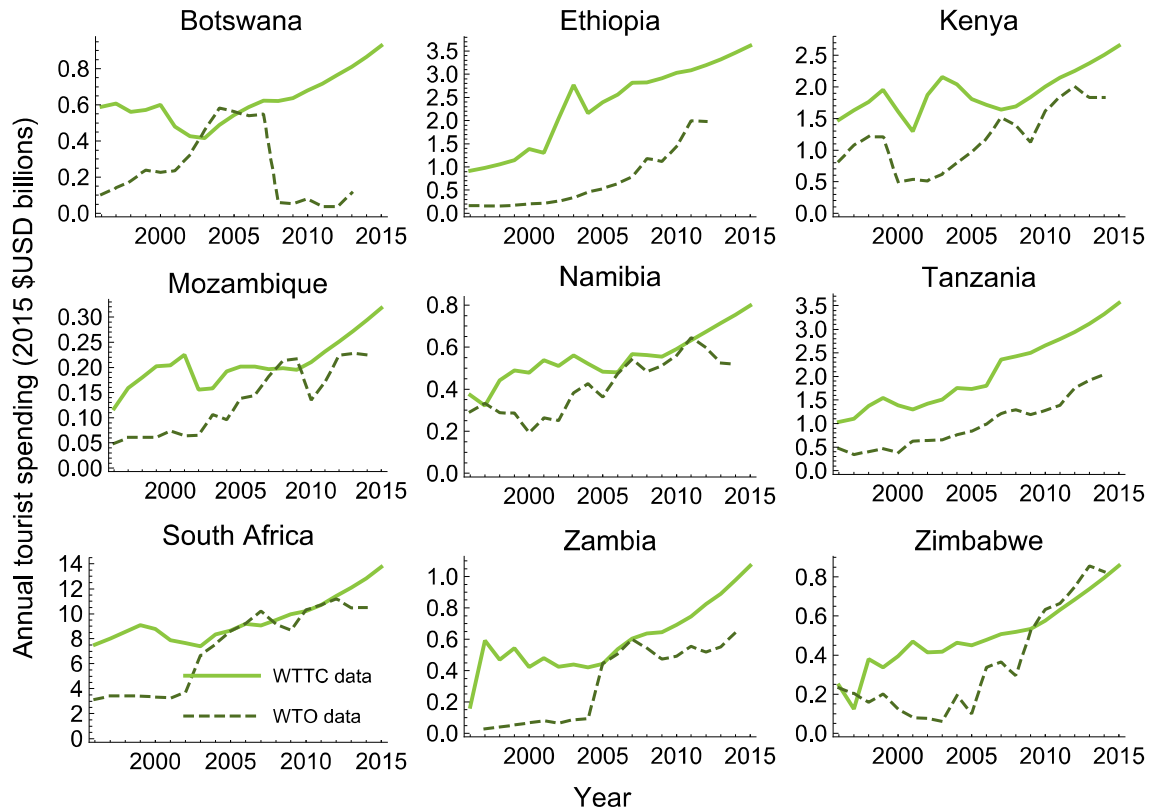 Annual tourist spending (2015 $USD billions)
Botswana
0.8
0.6
0.4
0.2
0.0
2000 2005 2010 2015
Ethiopia
3.5
3.0
2.5
2.0
1.5
1.0
0.5
0.0
2000 2005 2010 2015
Kenya
2.5
2.0
1.5
1.0
0.5
0.0
2000 2005 2010 2015
Mozambique
0.30
0.25
0.20
0.15
0.10
0.05
0.00
2000 2005 2010 2015
Namibia
0.8
0.6
0.4
0.2
0.0
2000 2005 2010 2015
Tanzania
3.5
3.0
2.5
2.0
1.5
1.0
0.5
0.0
2000 2005 2010 2015
South Africa
14
12
10
8
6
4
2
0
WTTC data
WTO data
2000 2005 2010 2015
Zambia
1.0
0.8
0.6
0.4
0.2
0.0
2000 2005 2010 2015
Zimbabwe
0.8
0.6
0.4
0.2
0.0
2000 2005 2010 2015
Year